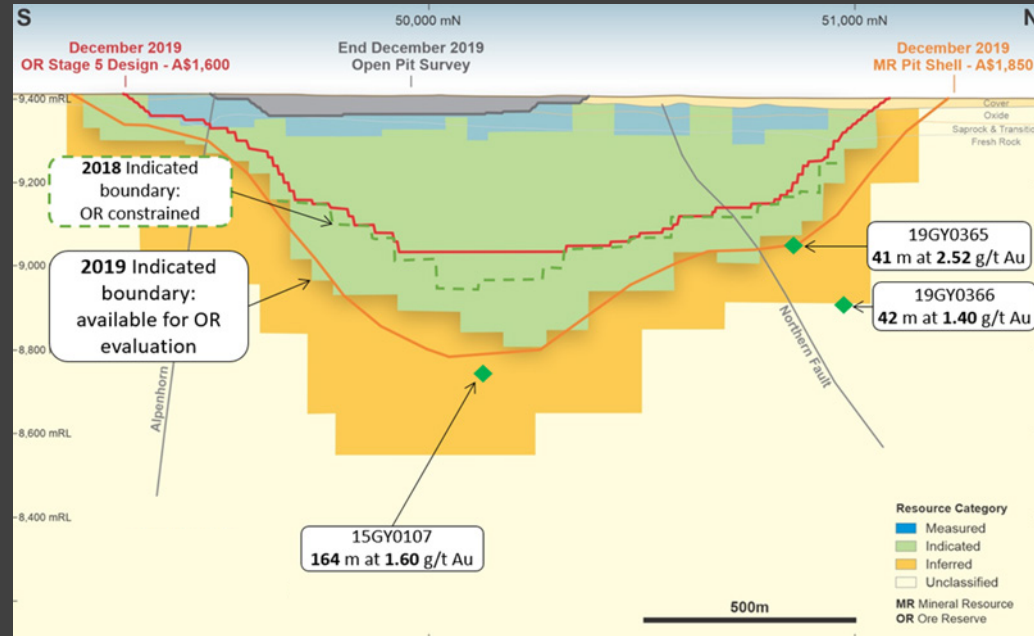 S
50,000 mN
51,000 mN
N
December 2019
OR Stage 5 Design - A$1,600
End December 2019
Open Pit Survey
December 2019
MR Pit Shell - A$1,850
9,400 mRL
Cover
Oxide
Saprock & Transitio
Fresh Rock
2018 Indicated
boundary:
OR constrained
9,200 mRL
19GY0365
41 m at 2.52 g/t Au
9,000 mRL
2019 Indicated
boundary:
available for OR
evaluation
19GY0366
42 m at 1.40 g/t Au
8,800 mRL
Alpenhorn
Northern Fault
8,600 mRL
8,400 mRL
15GY0107
164 m at 1.60 g/t Au
Resource Category
Measured
Indicated
Inferred
Unclassified
MR Mineral Resource
OR Ore Reserve
500m